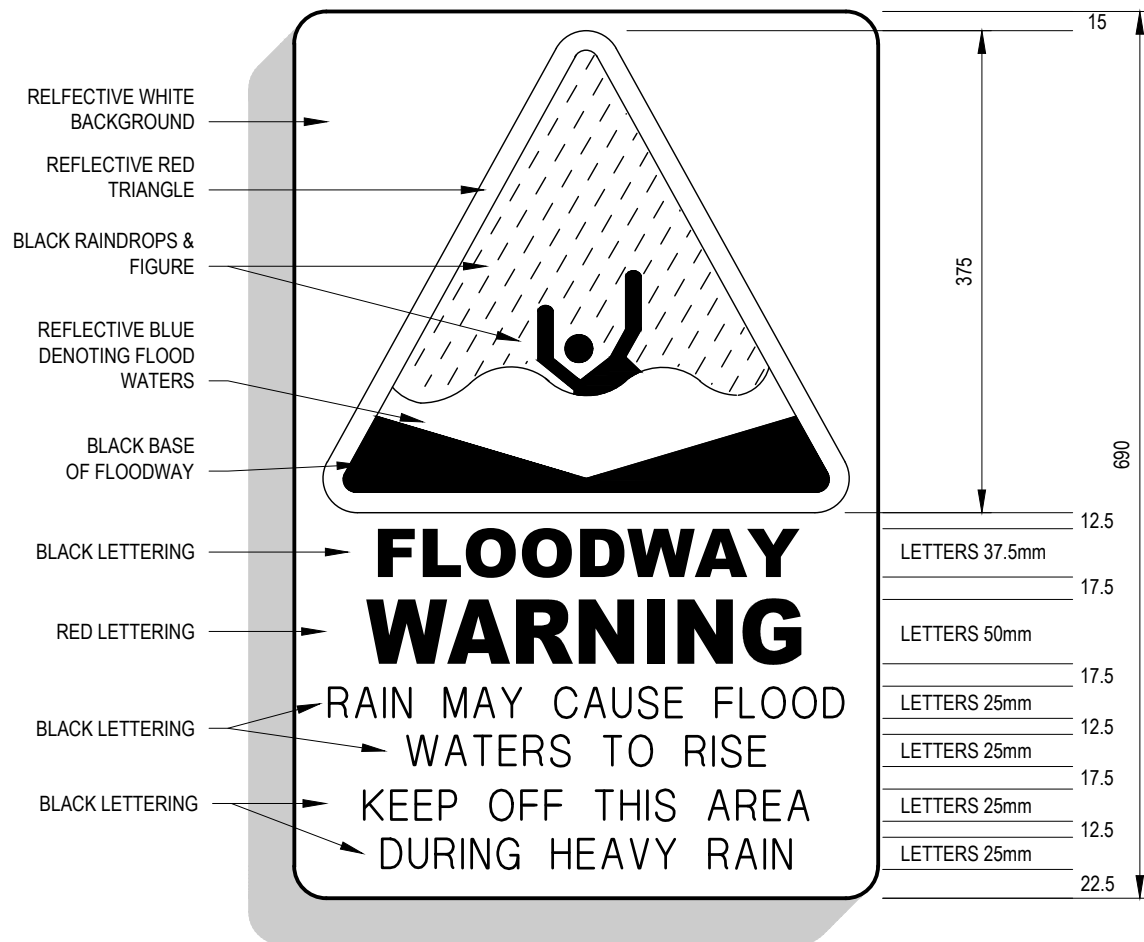 RELFECTIVE WHITE
BACKGROUND
REFLECTIVE RED
TRIANGLE
BLACK RAINDROPS &
FIGURE
REFLECTIVE BLUE
DENOTING FLOOD
WATERS
BLACK BASE
OF FLOODWAY
BLACK LETTERING
RED LETTERING
BLACK LETTERING
BLACK LETTERING
FLOODWAY
WARNING
RAIN MAY CAUSE FLOOD
WATERS TO RISE
KEEP OFF THIS AREA
DURING HEAVY RAIN
15
375
690
12.5
LETTERS 37.5mm
17.5
LETTERS 50mm
17.5
LETTERS 25mm
12.5
LETTERS 25mm
17.5
LETTERS 25mm
12.5
LETTERS 25mm
22.5